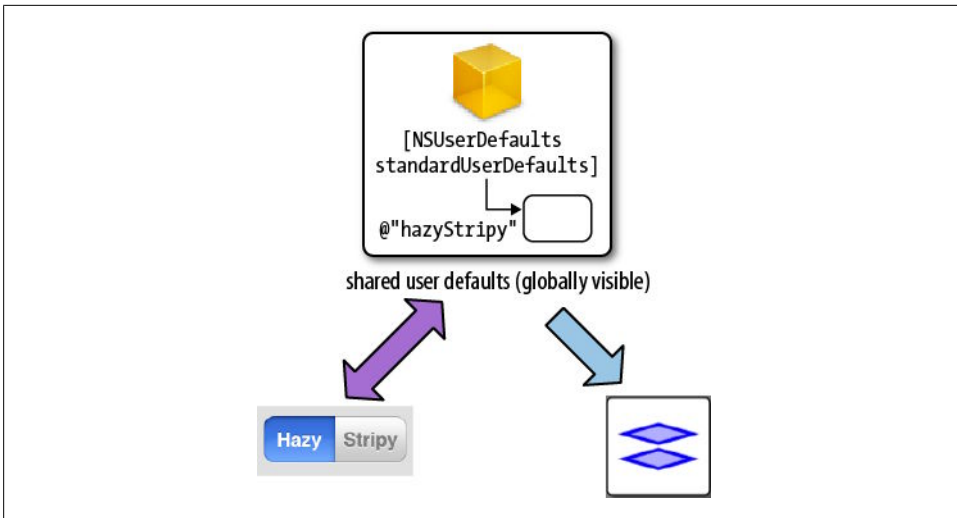 [NSUserDefaults
standardUserDefaults]
@"hazyStripy"
shared user defaults (globally visible)
Hazy Stripy